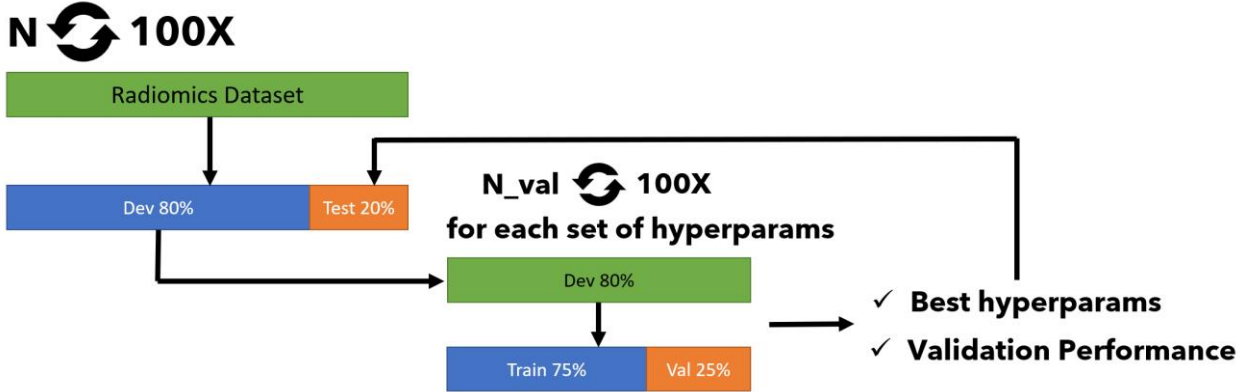 N 100X
Radiomics Dataset
Dev 80% Test 20%
N_val 100X
for each set of hyperparams
Dev 80%
Train 75% Val 25%
✓ Best hyperparams
✓ Validation Performance